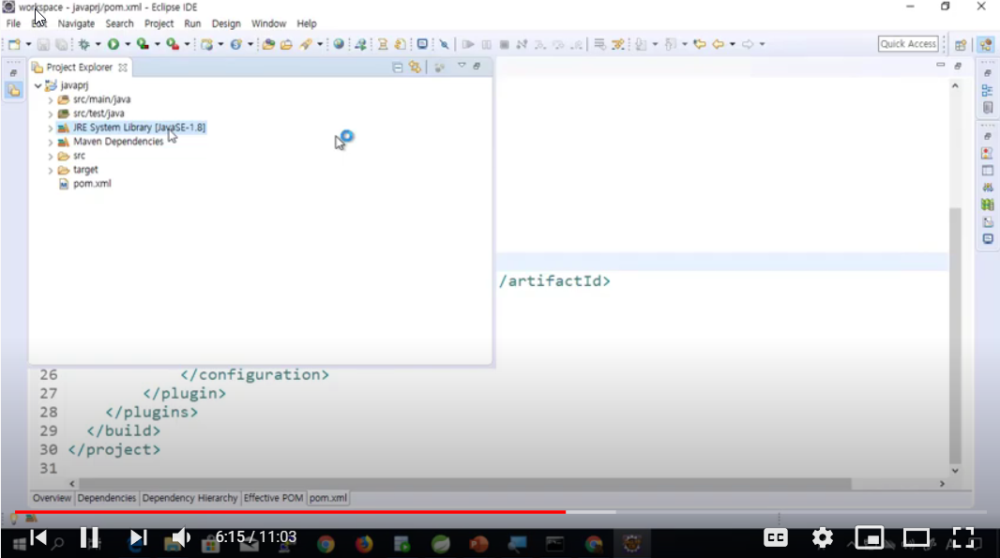 workspace - javaprj/pom.xml - Eclipse IDE
File Navigate Search Project Run Design Window Help
Quick Access
Project Explorer
javaprj
src/main/java
src/test/java
JRE System Library [JavaSE-1.8]
Maven Dependencies
src
target
pom.xml
/artifactId>
26 </configuration>
27 </plugin>
28 </plugins>
29 </build>
30 </project>
31
Overview Dependencies Dependency Hierarchy Effective POM pom.xml
6:15 / 11:03
CC